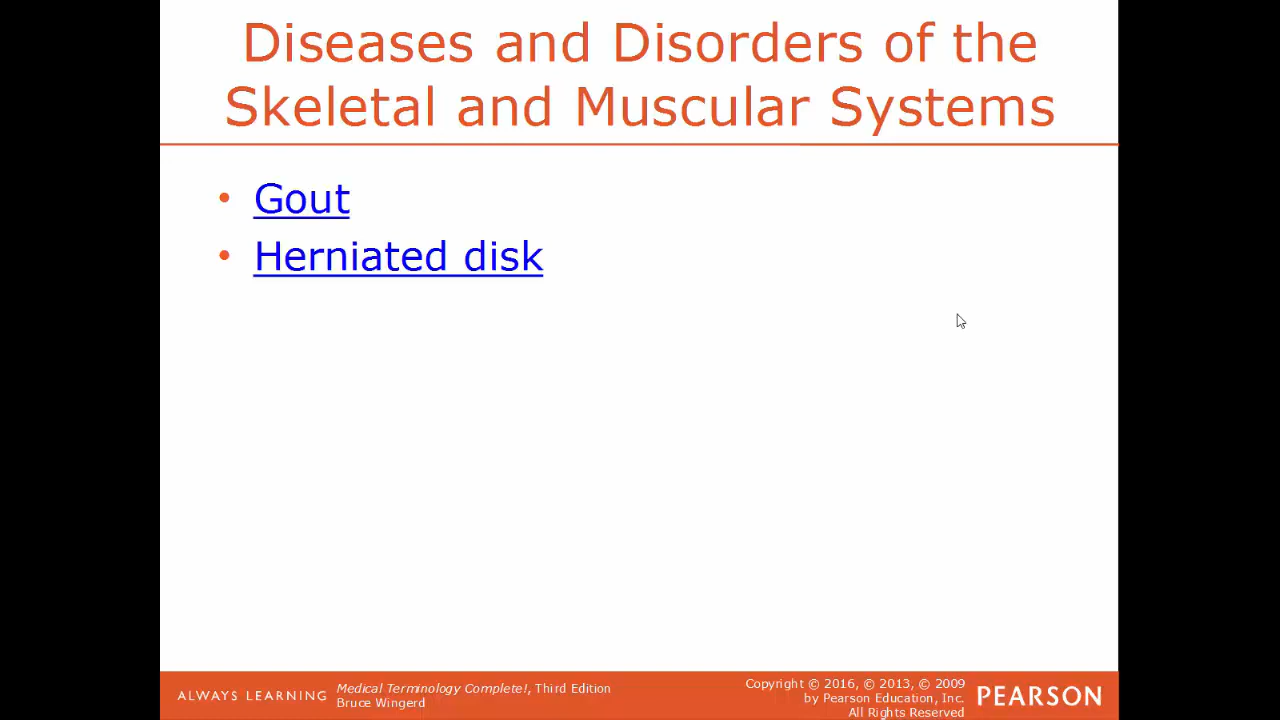 Diseases and Disorders of the
Skeletal and Muscular Systems
• Gout
• Herniated disk
ALWAYS LEARNING
Medical Terminology Complete!, Third Edition
Bruce Wingerd
Copyright © 2016, © 2013, © 2009
by Pearson Education, Inc.
All Rights Reserved
PEARSON